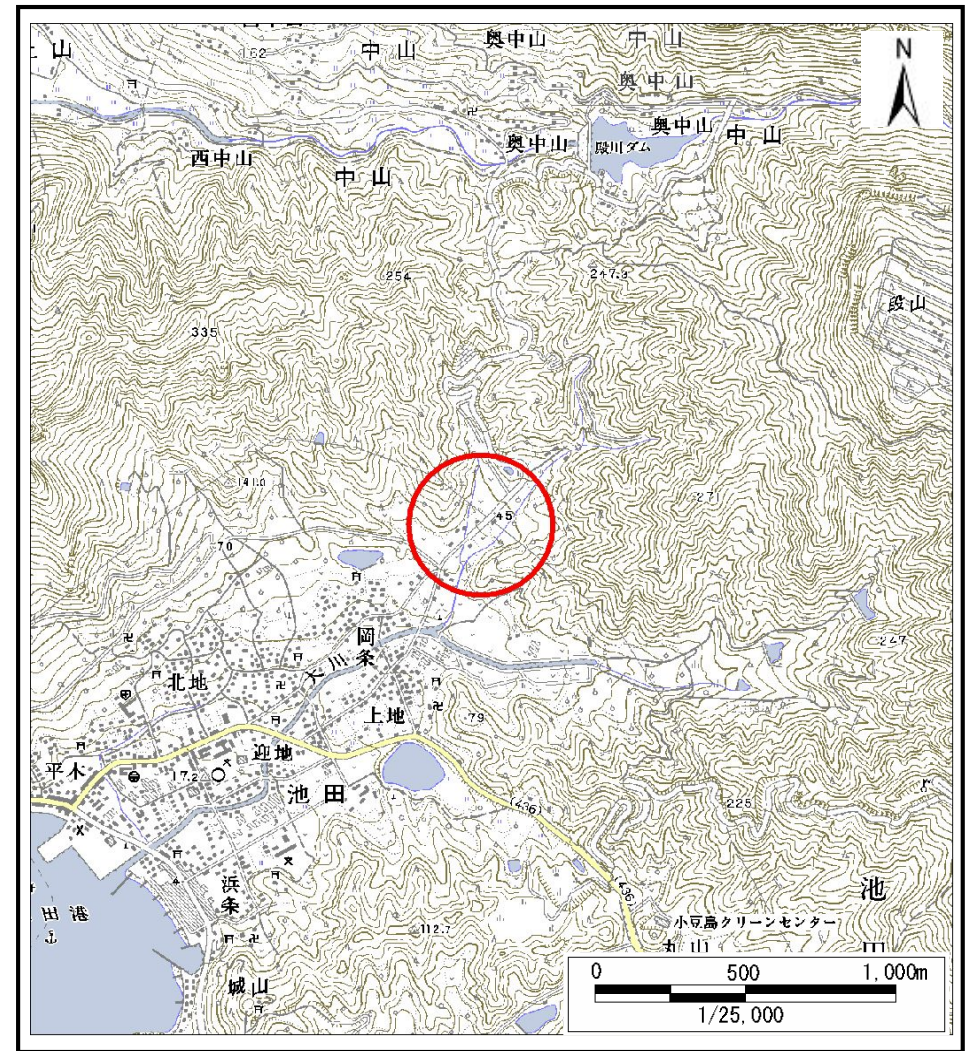 162
中山
奥中山
中山
N
山
奥中山
西中山
中山
奥中山
殿川ダム
奥中山
中山
254
247.3
335
段山
45
271
70
岡条
大川
247
北地
上地
79
平木
迎地
17.2
池田
436
225
浜条
436
池
田港
112.7
小豆島クリーンセンター
丸山
田
城山
0 500 1,000m
1/25,000